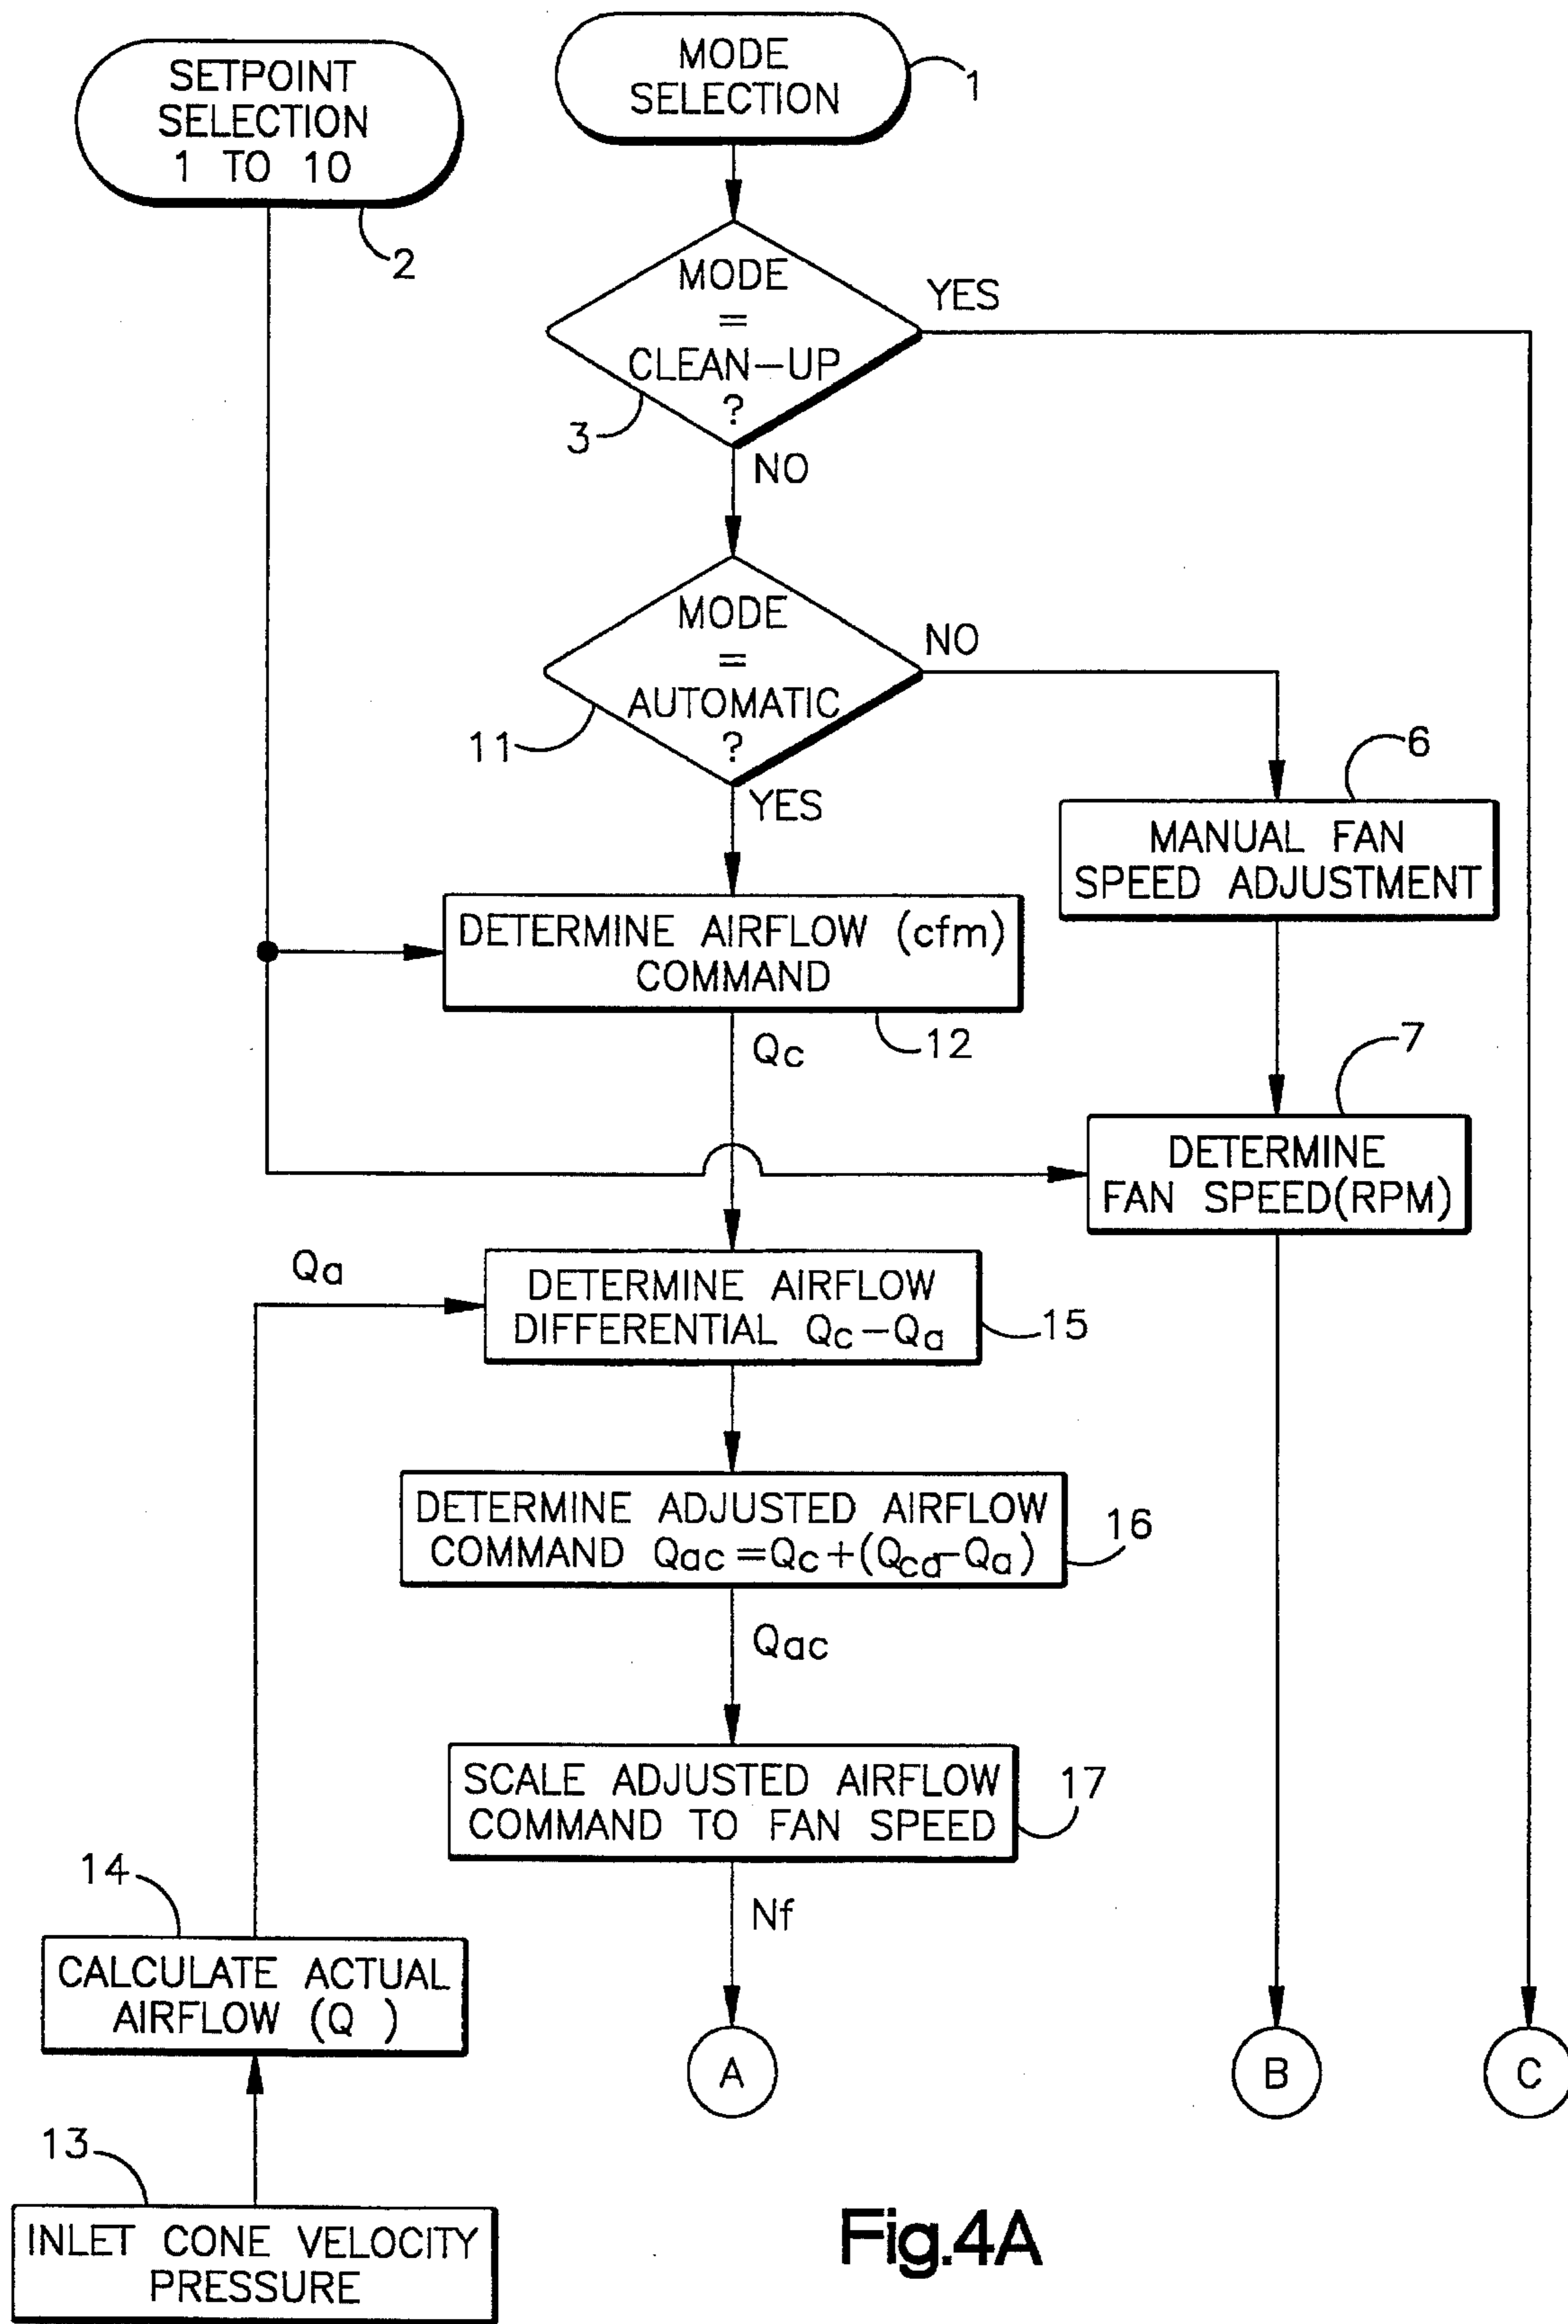 MODE
SELECTION
1
SETPOINT
SELECTION
1 TO 10
2
MODE
=
CLEAN-UP
?
3
YES
NO
MODE
=
AUTOMATIC
?
11
NO
YES
6
MANUAL FAN
SPEED ADJUSTMENT
DETERMINE AIRFLOW (cfm)
COMMAND
12
Qc
7
DETERMINE
FAN SPEED(RPM)
Qa
DETERMINE AIRFLOW
DIFFERENTIAL Qc-Qa
15
DETERMINE ADJUSTED AIRFLOW
COMMAND Qac=Qc+(Qca-Qa)
16
Qac
SCALE ADJUSTED AIRFLOW
COMMAND TO FAN SPEED
17
Nf
14
CALCULATE ACTUAL
AIRFLOW (Q )
A
B
C
13
INLET CONE VELOCITY
PRESSURE
Fig.4A